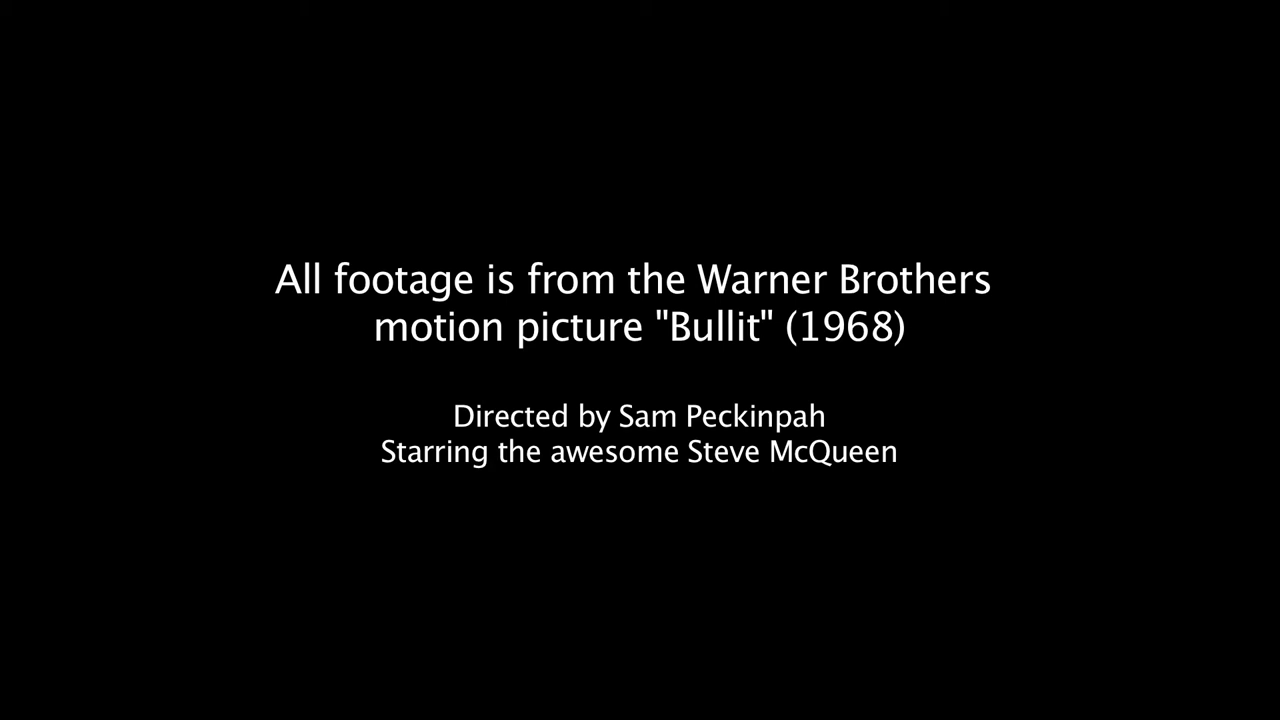 All footage is from the Warner Brothers
motion picture "Bullit" (1968)
Directed by Sam Peckinpah
Starring the awesome Steve McQueen